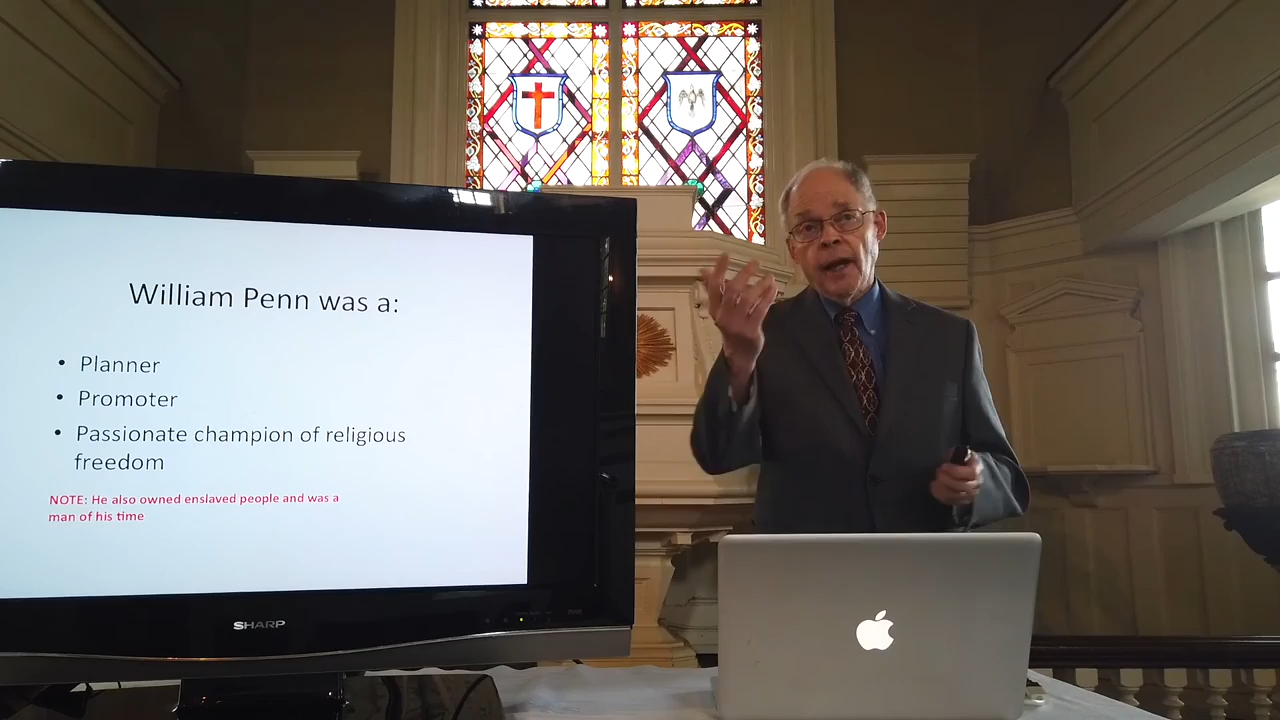 William Penn was a:
• Planner
• Promoter
• Passionate champion of religious
freedom
NOTE: He also owned enslaved people and was a
man of his time
SHARP